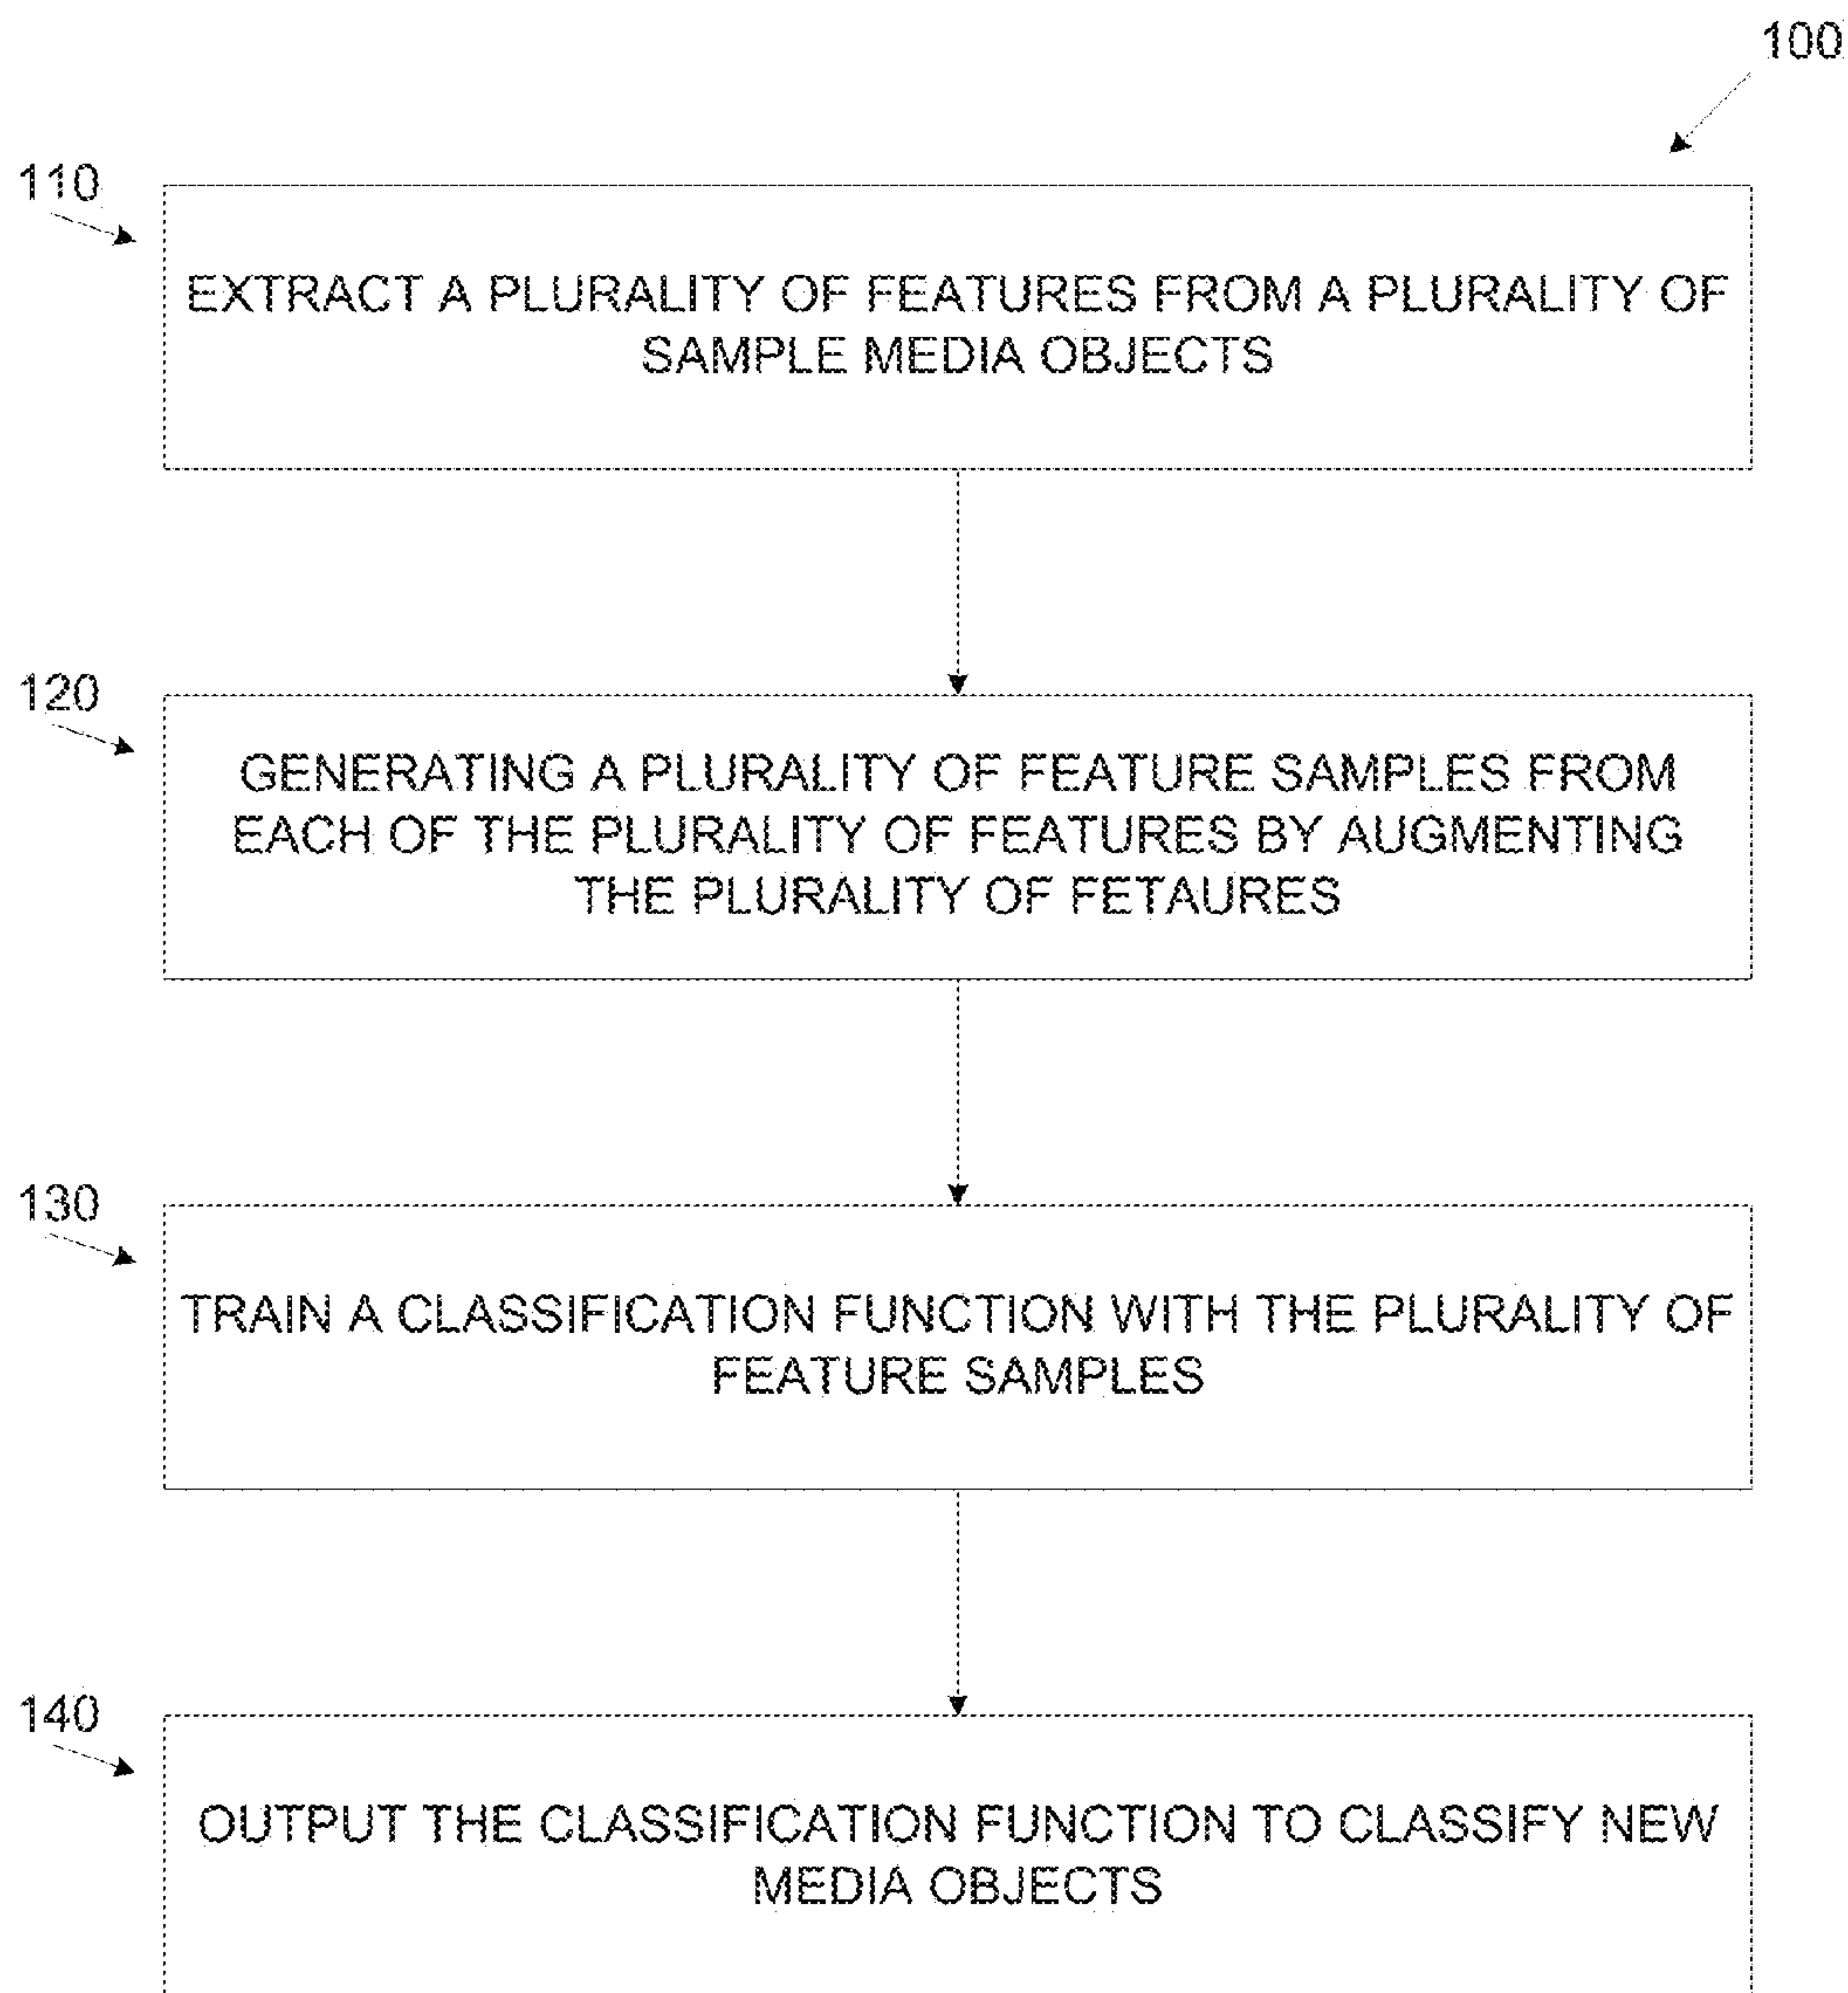 100
110
EXTRACT A PLURALITY OF FEATURES FROM A PLURALITY OF
SAMPLE MEDIA OBJECTS
120
GENERATING A PLURALITY OF FEATURE SAMPLES FROM
EACH OF THE PLURALITY OF FEATURES BY AUGMENTING
THE PLURALITY OF FETAURES
130
TRAIN A CLASSIFICATION FUNCTION WITH THE PLURALITY OF
FEATURE SAMPLES
140
OUTPUT THE CLASSIFICATION FUNCTION TO CLASSIFY NEW
MEDIA OBJECTS